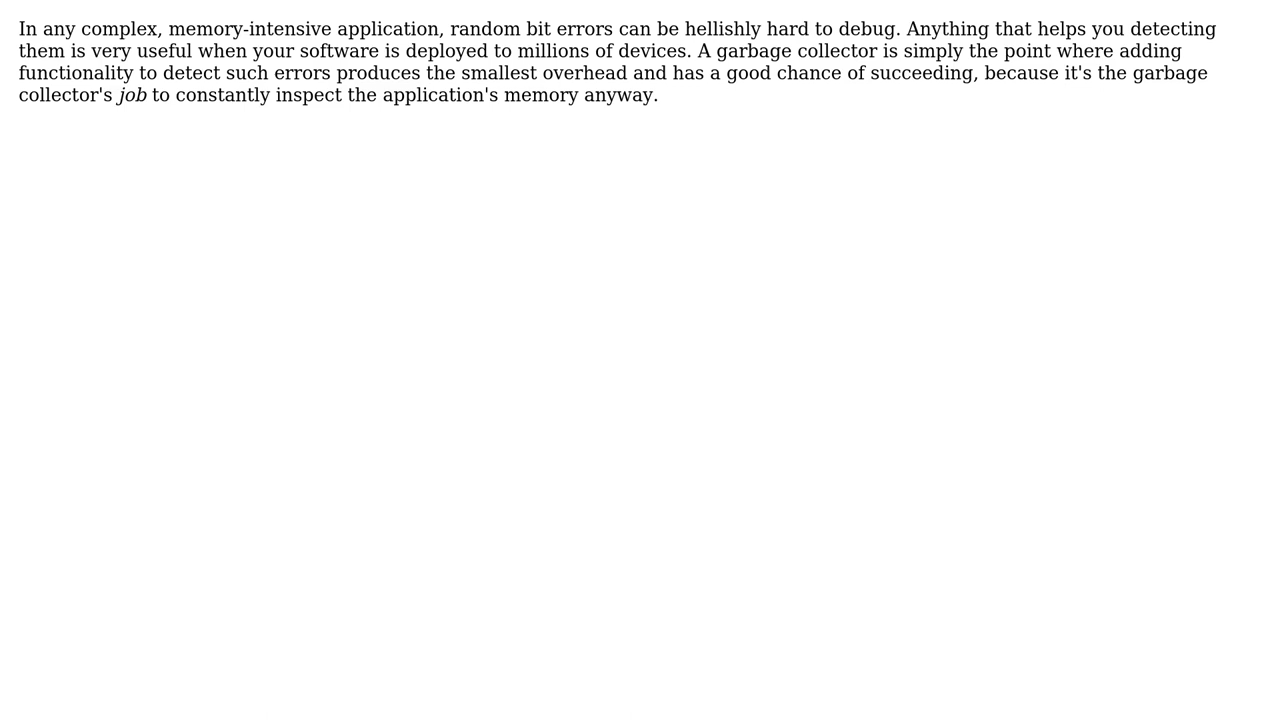 In any complex, memory-intensive application, random bit errors can be hellishly hard to debug. Anything that helps you detecting
them is very useful when your software is deployed to millions of devices. A garbage collector is simply the point where adding
functionality to detect such errors produces the smallest overhead and has a good chance of succeeding, because it's the garbage
collector's job to constantly inspect the application's memory anyway.